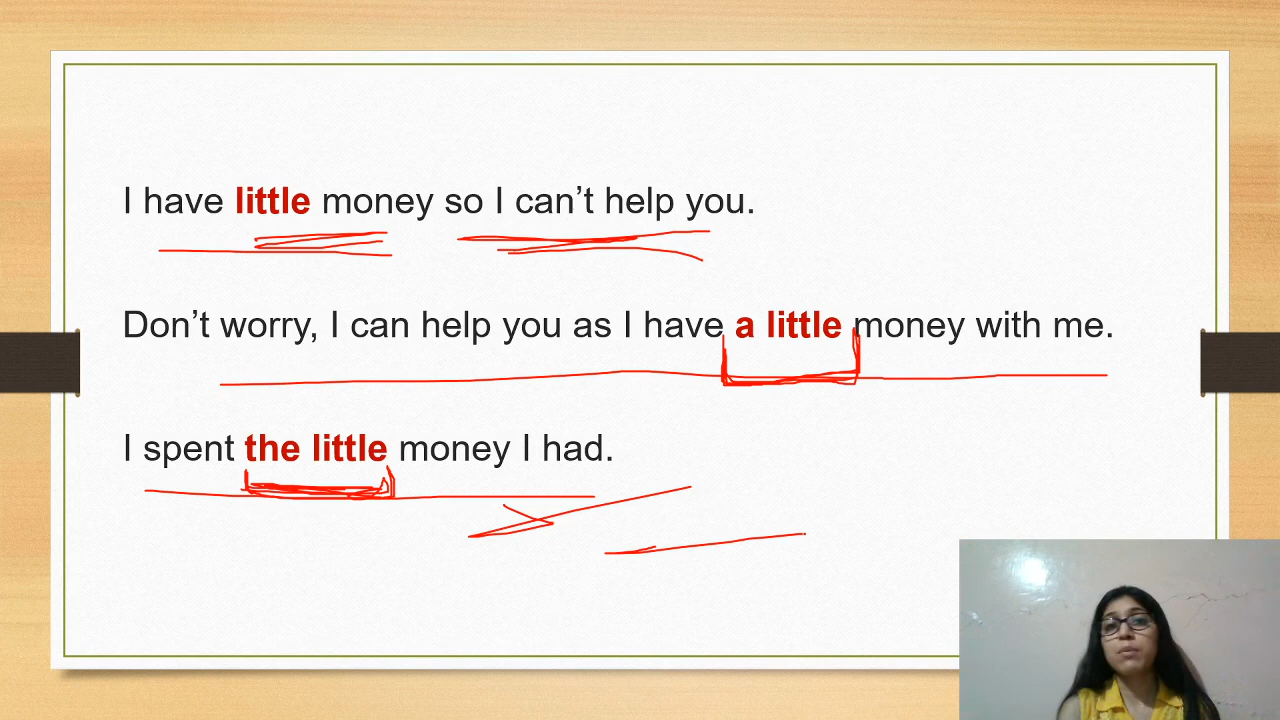 I have little money so I can’t help you.
Don’t worry, I can help you as I have a little money with me.
I spent the little money I had.